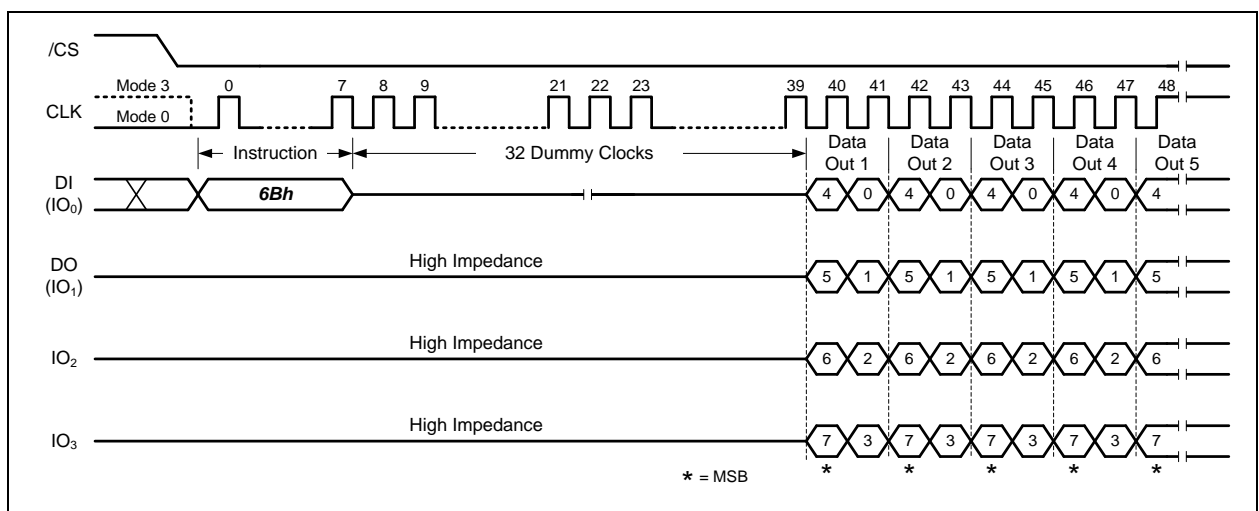 /CS
Mode 3 0 7 8 9 21 22 23 39 40 41 42 43 44 45 46 47 48
CLK
Mode 0
Instruction 32 Dummy Clocks Data Out 1 Data Out 2 Data Out 3 Data Out 4 Data Out 5
DI (IO0) 6Bh 4 0 4 0 4 0 4 0 4
High Impedance
DO (IO1) 5 1 5 1 5 1 5 1 5
High Impedance
IO2 6 2 6 2 6 2 6 2 6
High Impedance
IO3 7 3 7 3 7 3 7 3 7
* * * * *
* = MSB